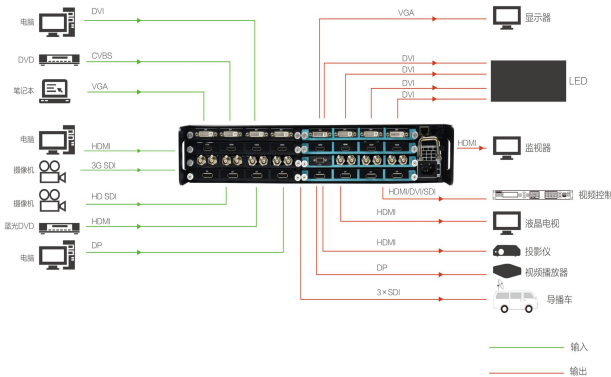 电脑
DVI
DVD
CVBS
笔记本
VGA
电脑
HDMI
摄像机
3G SDI
摄像机
HD SDI
蓝光DVD
HDMI
电脑
DP
VGA
显示器
DVI
DVI
DVI
DVI
LED
HDMI
监视器
HDMI/DVI/SDI
视频控制
HDMI
液晶电视
HDMI
投影仪
DP
视频播放器
3×SDI
导播车
输入
输出